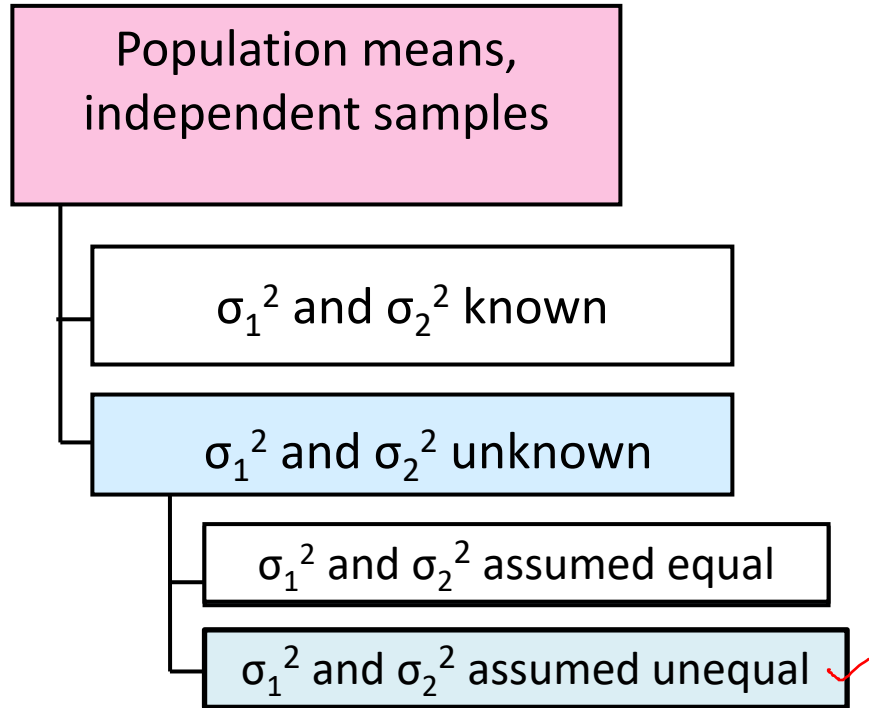 Population means,
independent samples
σ₁² and σ₂² known
σ₁² and σ₂² unknown
σ₁² and σ₂² assumed equal
σ₁² and σ₂² assumed unequal